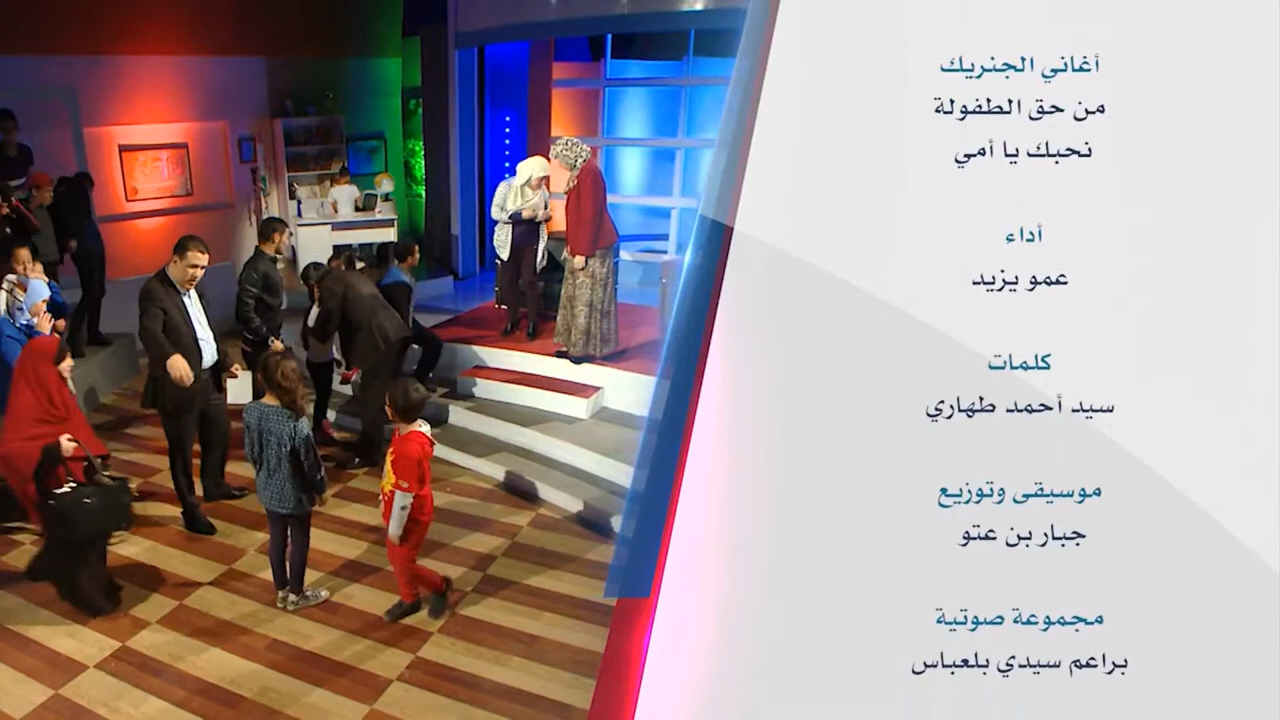 أغاني الجنريك
من حق الطفولة
نحبك يا أمي
أداء
عمو يزيد
كلمات
سيد أحمد طهاري
موسيقى وتوزيع
جبار بن عتو
مجموعة صوتية
براعم سيدي بلعباس